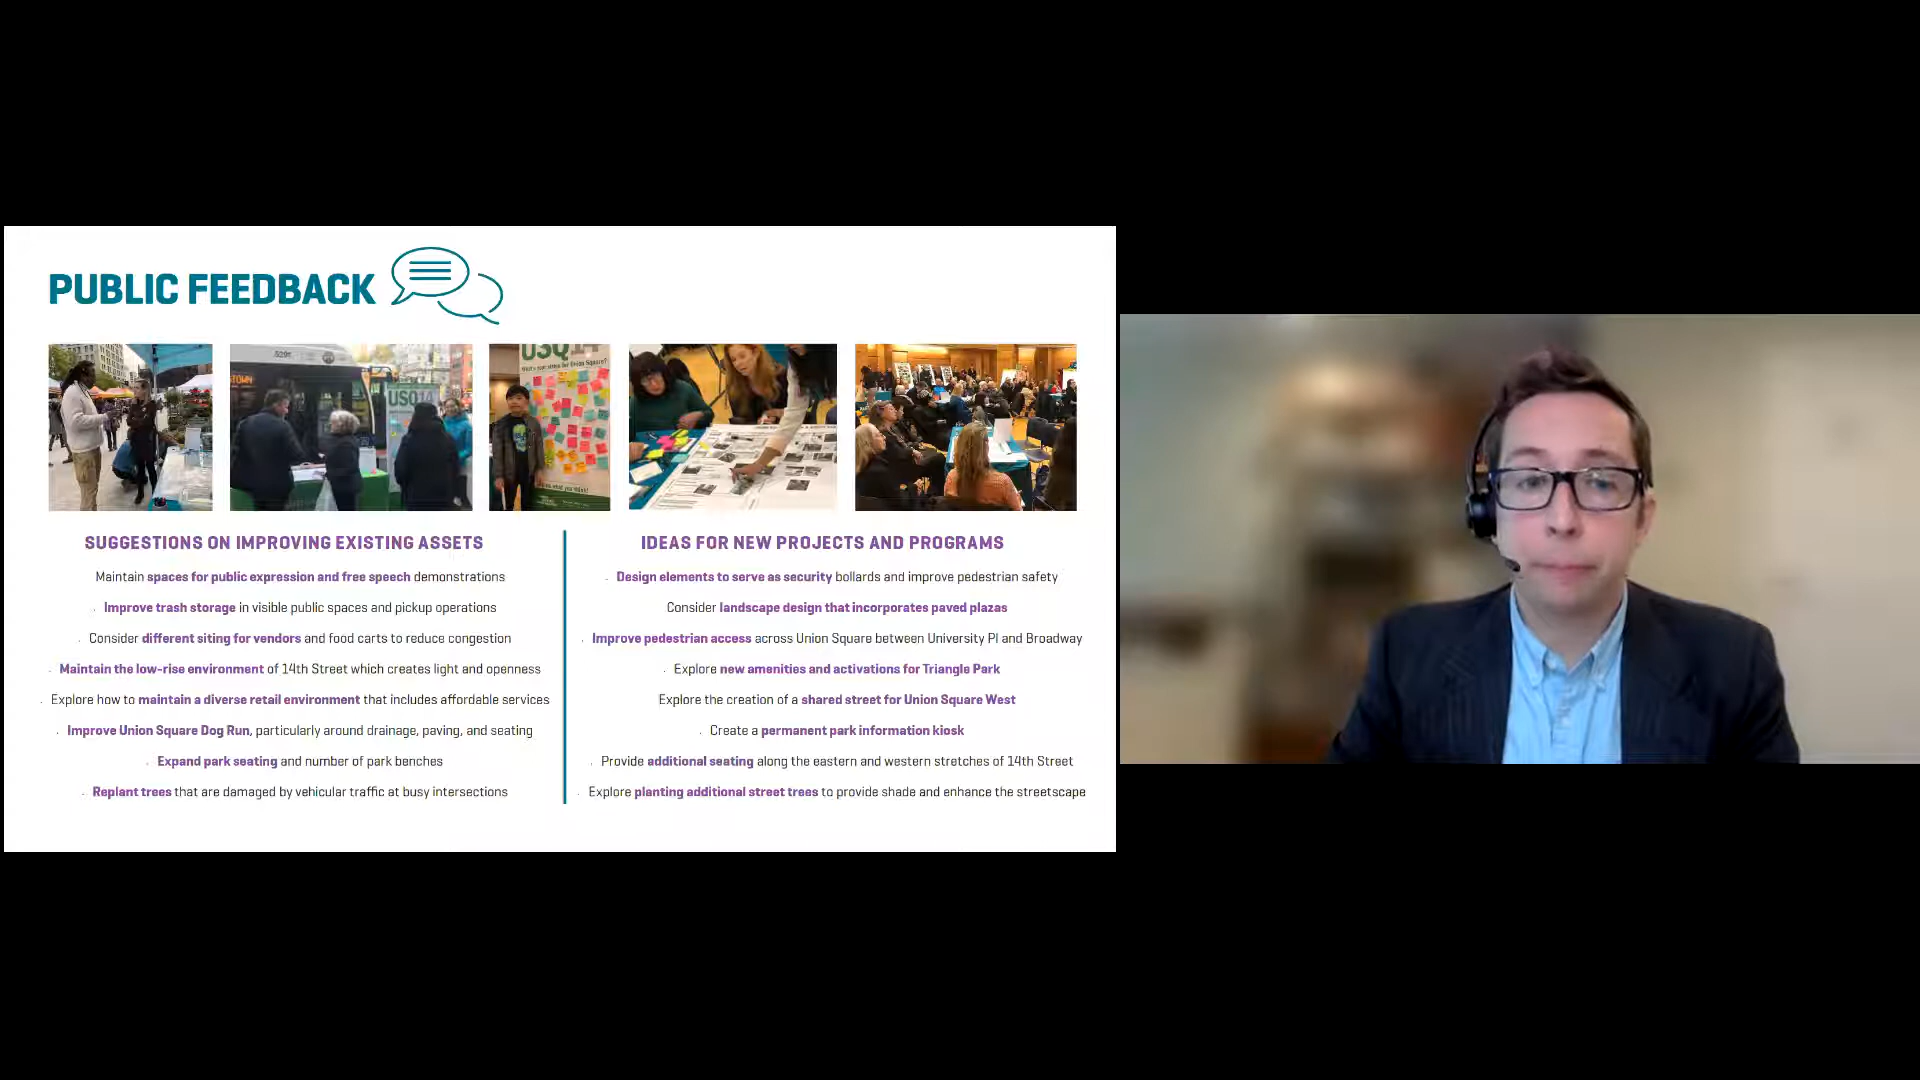 PUBLIC FEEDBACK
5201
TOWN
USQ14
USQ14
SUGGESTIONS ON IMPROVING EXISTING ASSETS
Maintain spaces for public expression and free speech demonstrations
Improve trash storage in visible public spaces and pickup operations
Consider different siting for vendors and food carts to reduce congestion
Maintain the low-rise environment of 14th Street which creates light and openness
Explore how to maintain a diverse retail environment that includes affordable services
Improve Union Square Dog Run, particularly around drainage, paving, and seating
Expand park seating and number of park benches
Replant trees that are damaged by vehicular traffic at busy intersections
IDEAS FOR NEW PROJECTS AND PROGRAMS
Design elements to serve as security bollards and improve pedestrian safety
Consider landscape design that incorporates paved plazas
Improve pedestrian access across Union Square between University Pl and Broadway
Explore new amenities and activations for Triangle Park
Explore the creation of a shared street for Union Square West
Create a permanent park information kiosk
Provide additional seating along the eastern and western stretches of 14th Street
Explore planting additional street trees to provide shade and enhance the streetscape